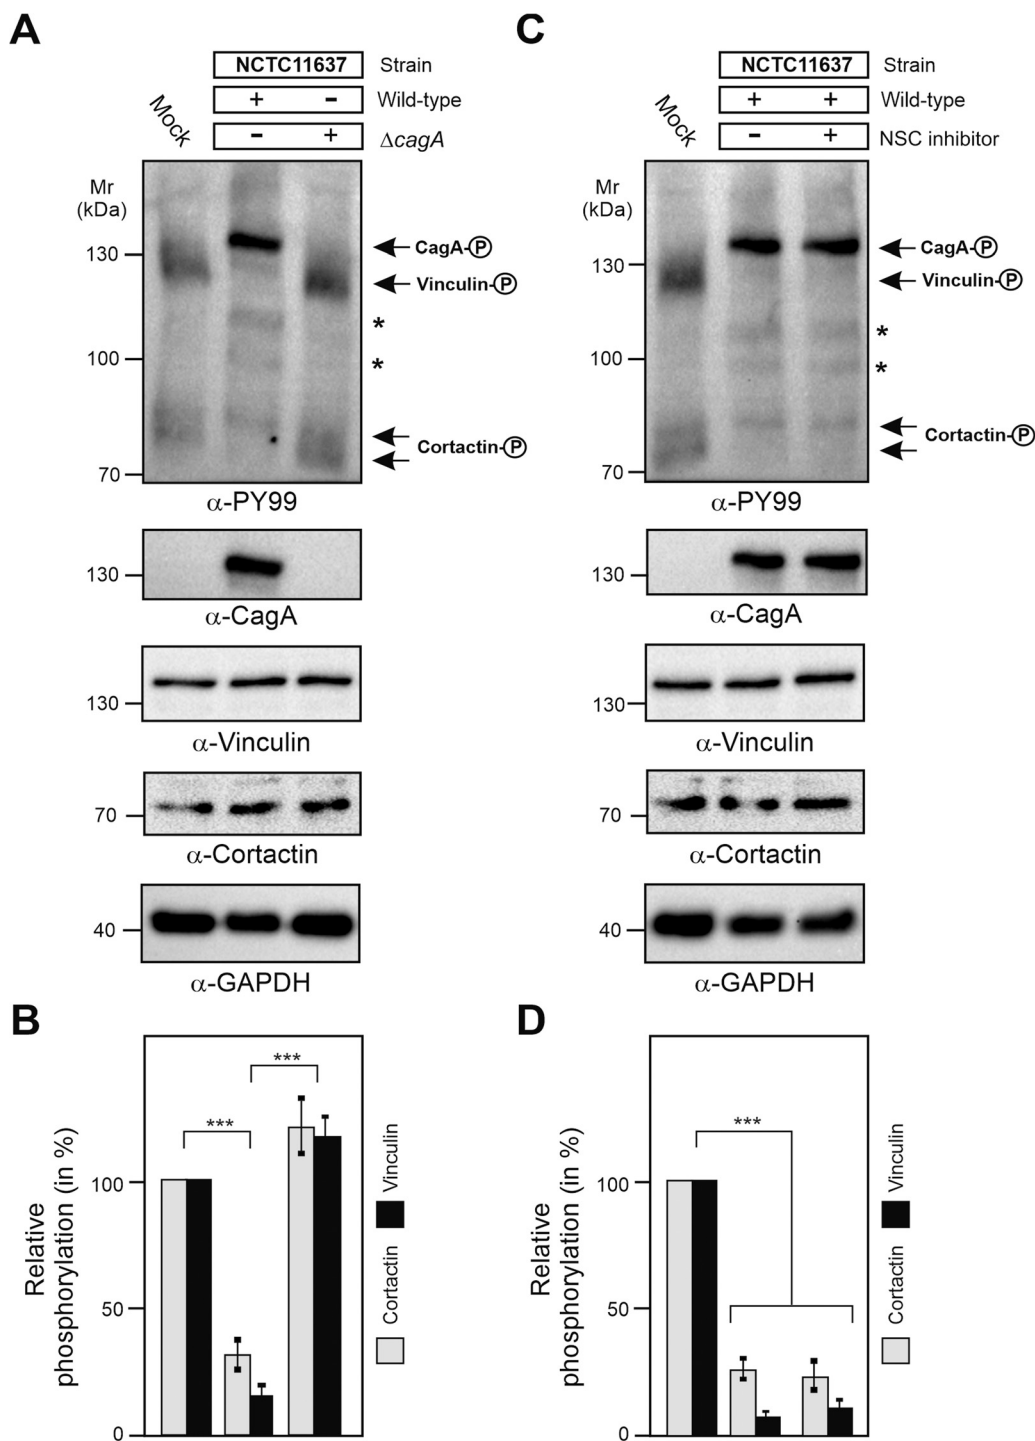 A
NCTC11637 Strain
Mock + - Wild-type
- + ΔcagA
Mr
(kDa)
130
100
70
CagA-Ⓟ
Vinculin-Ⓟ
*
*
Cortactin-Ⓟ
α-PY99
130
α-CagA
130
α-Vinculin
70
α-Cortactin
40
α-GAPDH
B
Relative
phosphorylation (in %)
100
50
0
***
***
Vinculin
Cortactin
C
NCTC11637 Strain
Mock + + Wild-type
- + NSC inhibitor
Mr
(kDa)
130
100
70
CagA-Ⓟ
Vinculin-Ⓟ
*
*
Cortactin-Ⓟ
α-PY99
130
α-CagA
130
α-Vinculin
70
α-Cortactin
40
α-GAPDH
D
Relative
phosphorylation (in %)
100
50
0
***
Vinculin
Cortactin